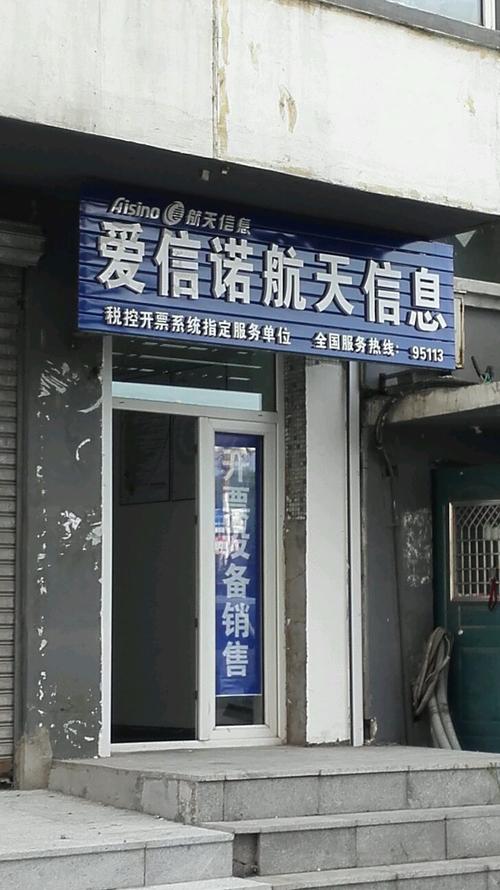 Aisino 航天信息
爱信诺航天信息
税控开票系统指定服务单位 全国服务热线：95113
开票设备销售